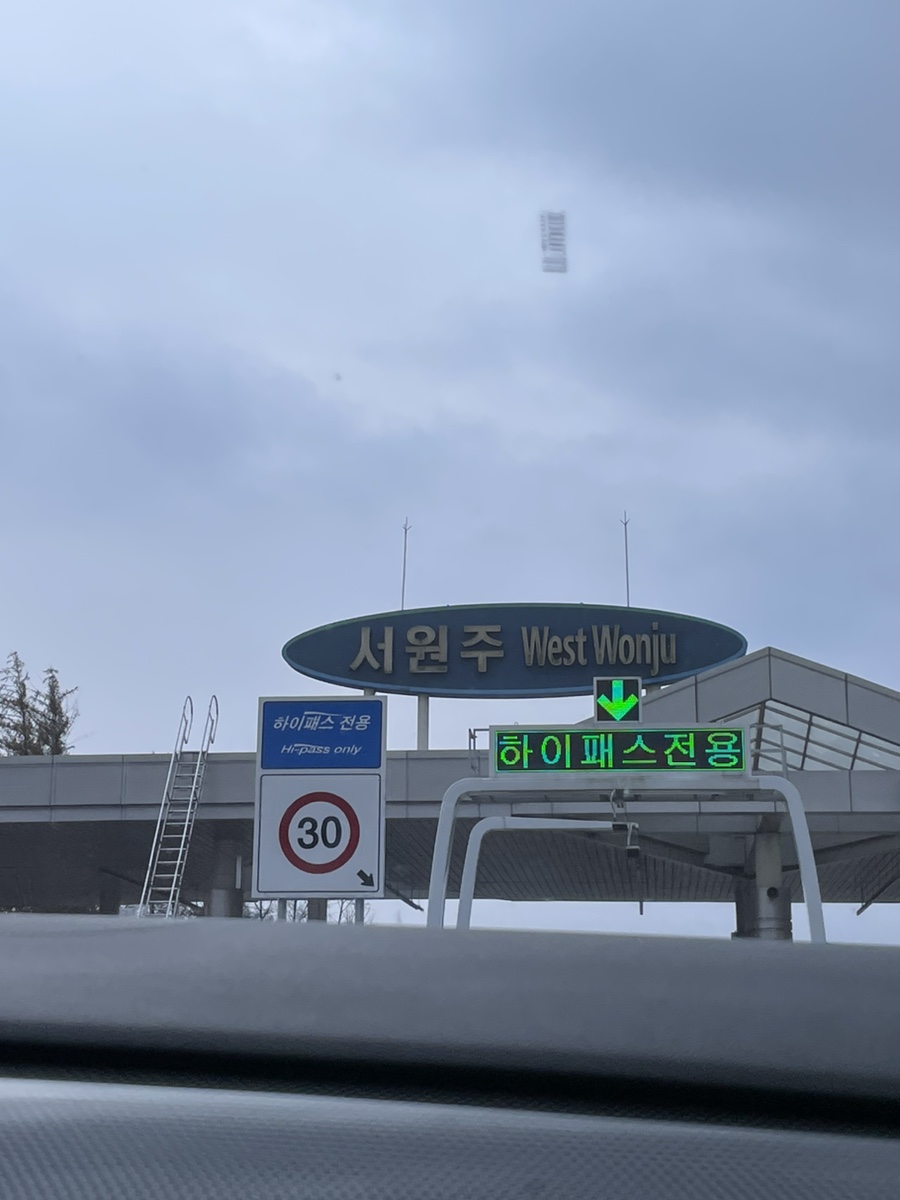 서원주 West Wonju
하이패스 전용
Hi-pass only
하이패스전용
30